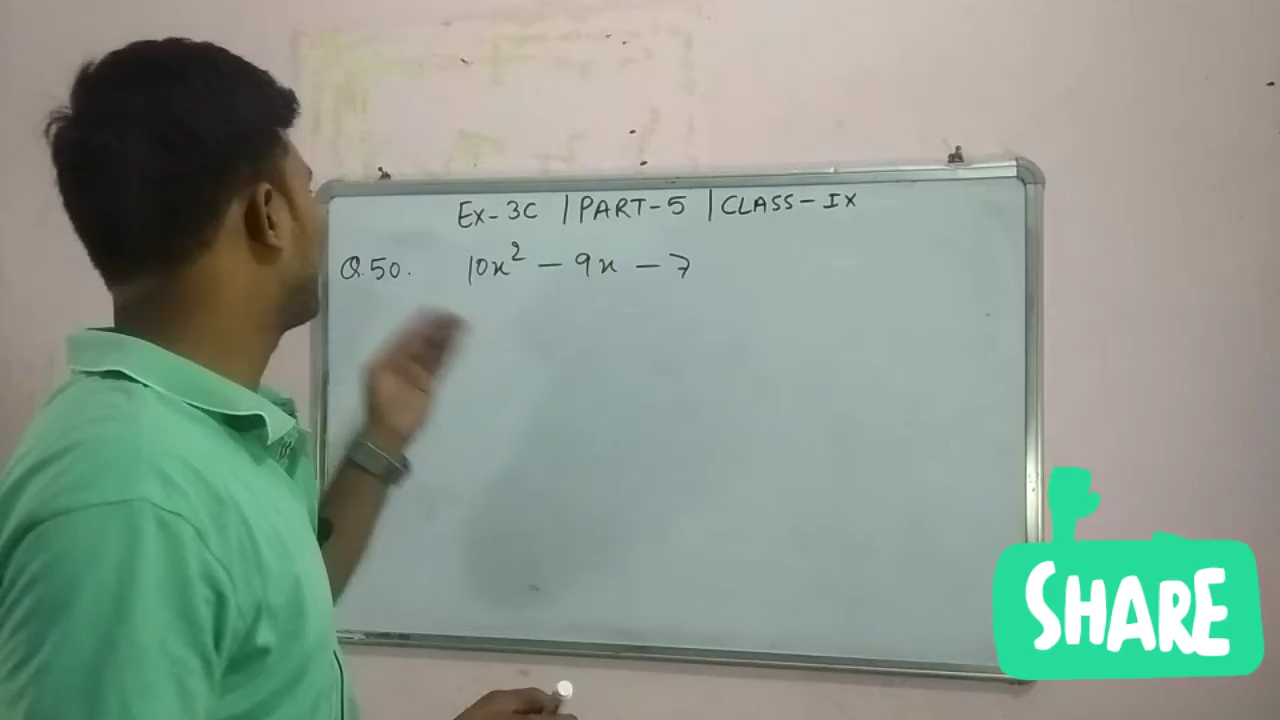 EX-3C | PART-5 | CLASS-IX
Q.50. 10x² - 9x - 7
SHARE